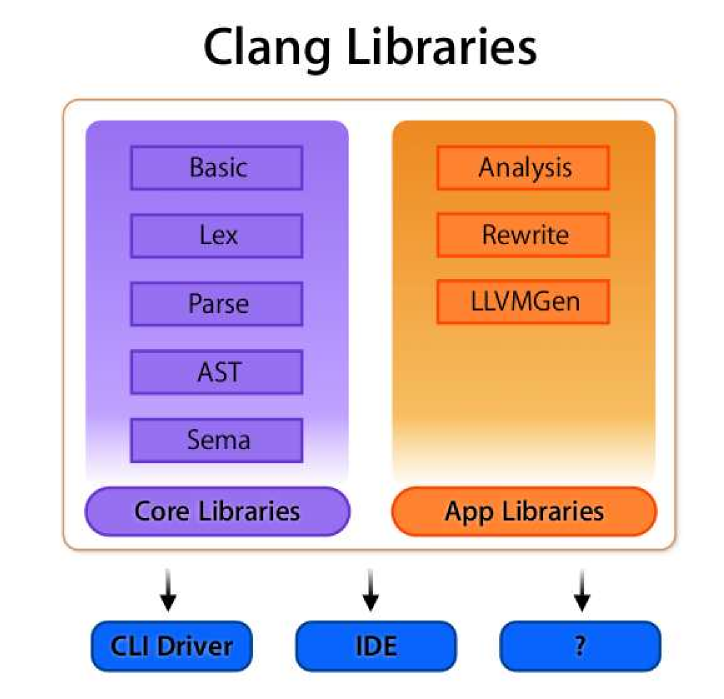 Clang Libraries
Basic
Lex
Parse
AST
Sema
Core Libraries
Analysis
Rewrite
LLVMGen
App Libraries
CLI Driver
IDE
?